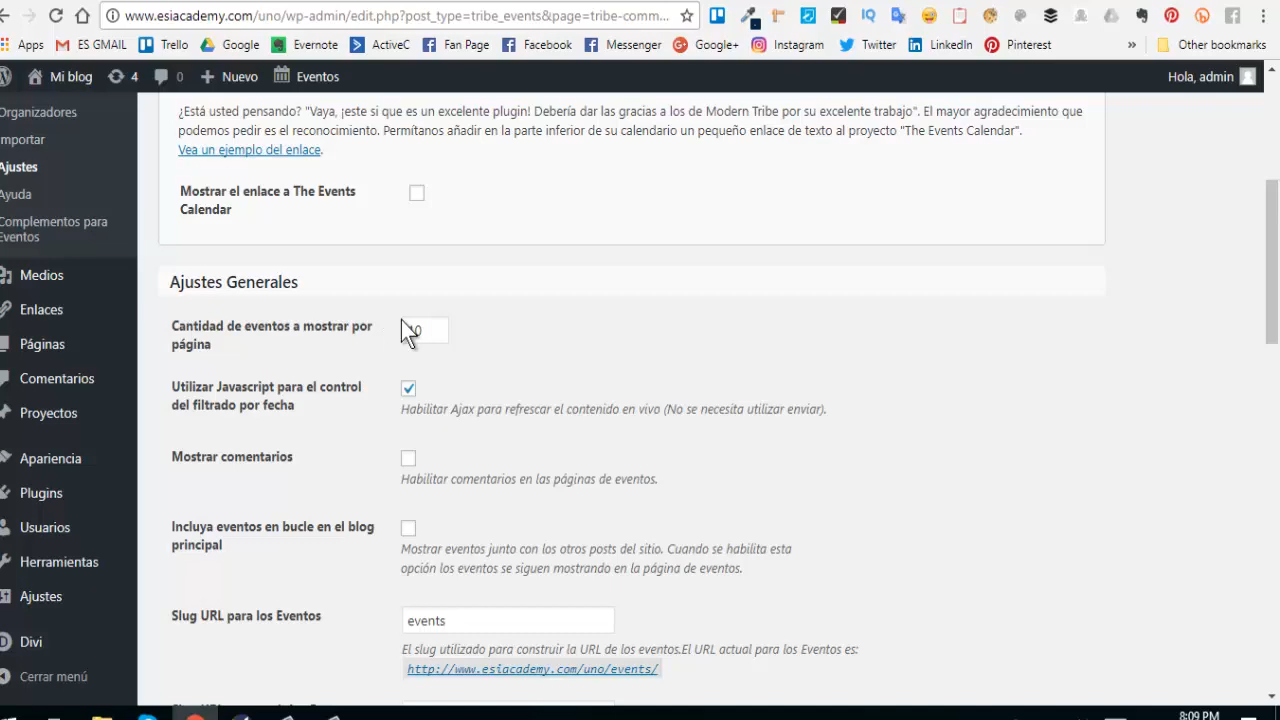 www.esiacademy.com/uno/wp-admin/edit.php?post_type=tribe_events&page=tribe-comm...
Apps ES GMAIL Trello Google Evernote ActiveC Fan Page Facebook Messenger Google+ Instagram Twitter LinkedIn Pinterest » Other bookmarks
Mi blog 4 0 Nuevo Eventos Hola, admin
Organizadores
Importar
Ajustes
Ayuda
Complementos para
Eventos
Medios
Enlaces
Páginas
Comentarios
Proyectos
Apariencia
Plugins
Usuarios
Herramientas
Ajustes
Divi
Cerrar menú
¿Está usted pensando? "Vaya, ¡este si que es un excelente plugin! Debería dar las gracias a los de Modern Tribe por su excelente trabajo". El mayor agradecimiento que
podemos pedir es el reconocimiento. Permítanos añadir en la parte inferior de su calendario un pequeño enlace de texto al proyecto "The Events Calendar".
Vea un ejemplo del enlace.
Mostrar el enlace a The Events
Calendar
Ajustes Generales
Cantidad de eventos a mostrar por
página
10
Utilizar Javascript para el control
del filtrado por fecha
Habilitar Ajax para refrescar el contenido en vivo (No se necesita utilizar enviar).
Mostrar comentarios
Habilitar comentarios en las páginas de eventos.
Incluya eventos en bucle en el blog
principal
Mostrar eventos junto con los otros posts del sitio. Cuando se habilita esta
opción los eventos se siguen mostrando en la página de eventos.
Slug URL para los Eventos
events
El slug utilizado para construir la URL de los eventos.El URL actual para los Eventos es:
http://www.esiacademy.com/uno/events/
8:09 PM